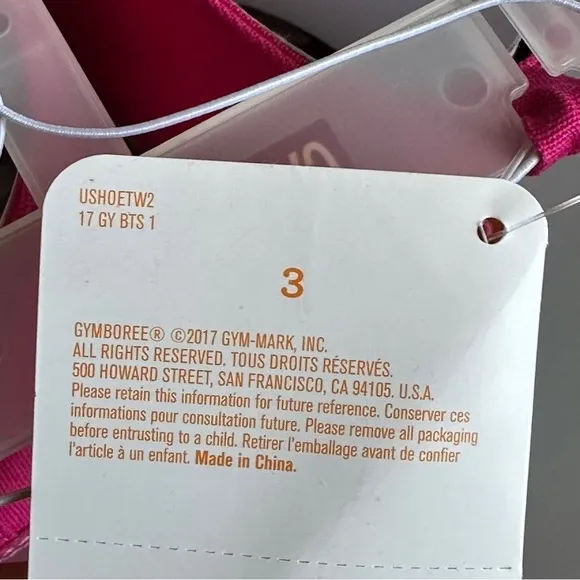 USHOETW2
17 GY BTS 1
3
GYMBOREE® ©2017 GYM-MARK, INC.
ALL RIGHTS RESERVED. TOUS DROITS RÉSERVÉS.
500 HOWARD STREET, SAN FRANCISCO, CA 94105. U.S.A.
Please retain this information for future reference. Conserver ces
informations pour consultation future. Please remove all packaging
before entrusting to a child. Retirer l'emballage avant de confier
l'article à un enfant. Made in China.